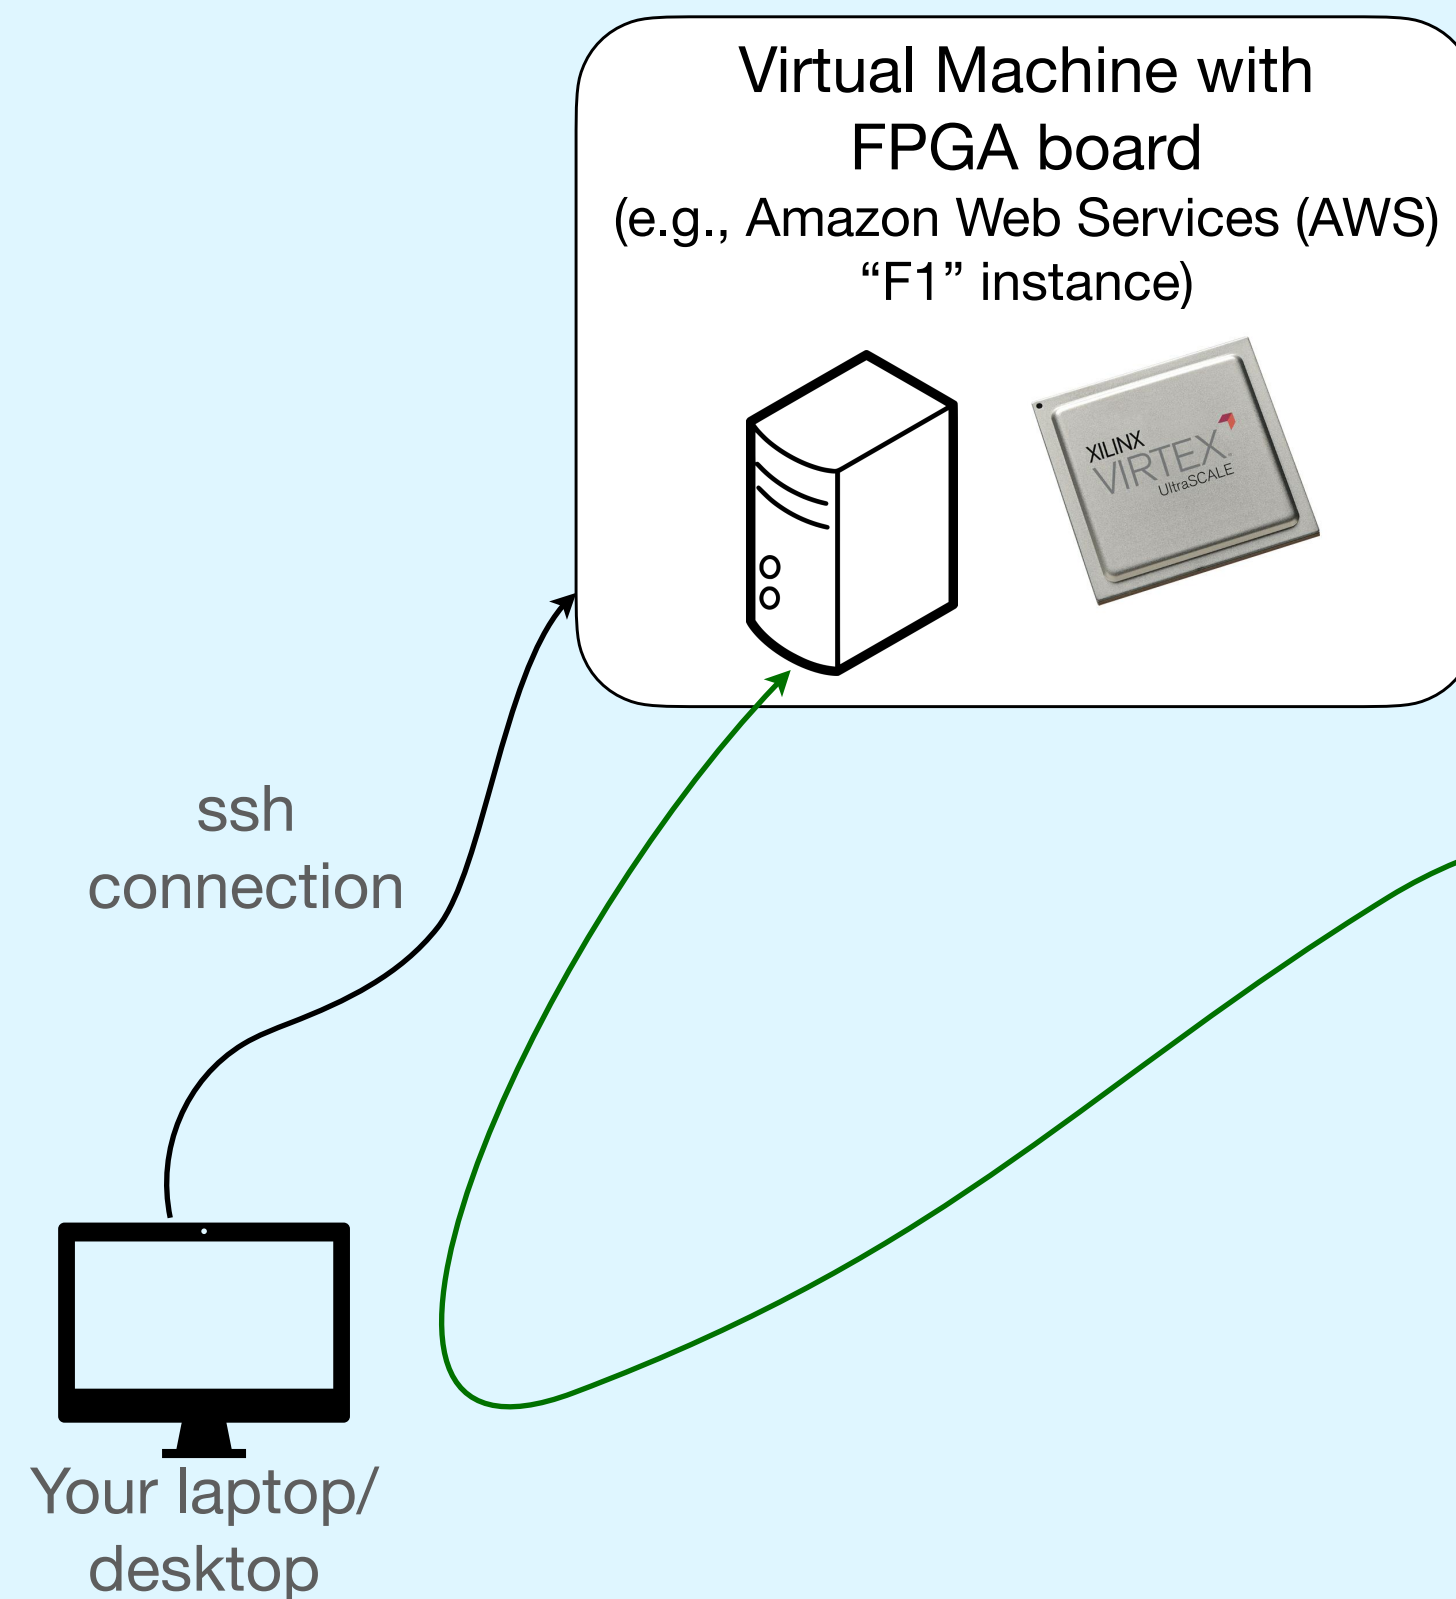 Virtual Machine with
FPGA board
(e.g., Amazon Web Services (AWS)
“F1” instance)
XILINX
VIRTEX.
UltraSCALE
ssh
connection
Your laptop/
desktop